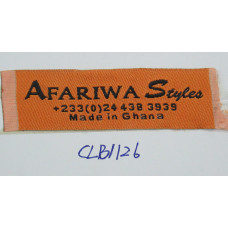 AFARIWA Styles
+233(0)24 438 3939
Made in Ghana
CLB1126